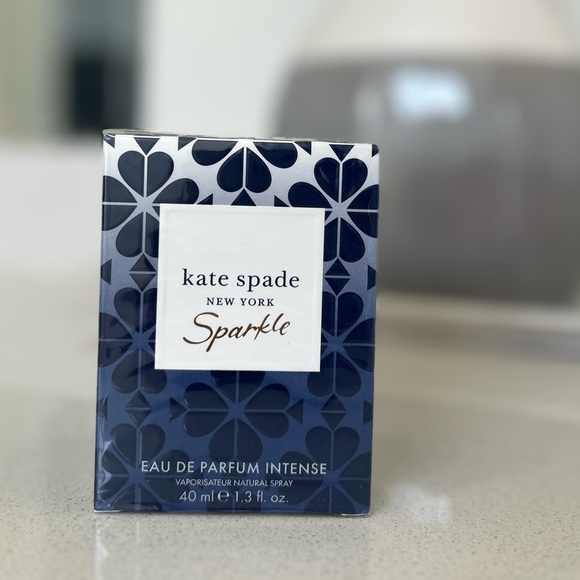 kate spade
NEW YORK
Sparkle
EAU DE PARFUM INTENSE
VAPORISATEUR NATURAL SPRAY
40 ml ℮ 1.3 fl. oz.